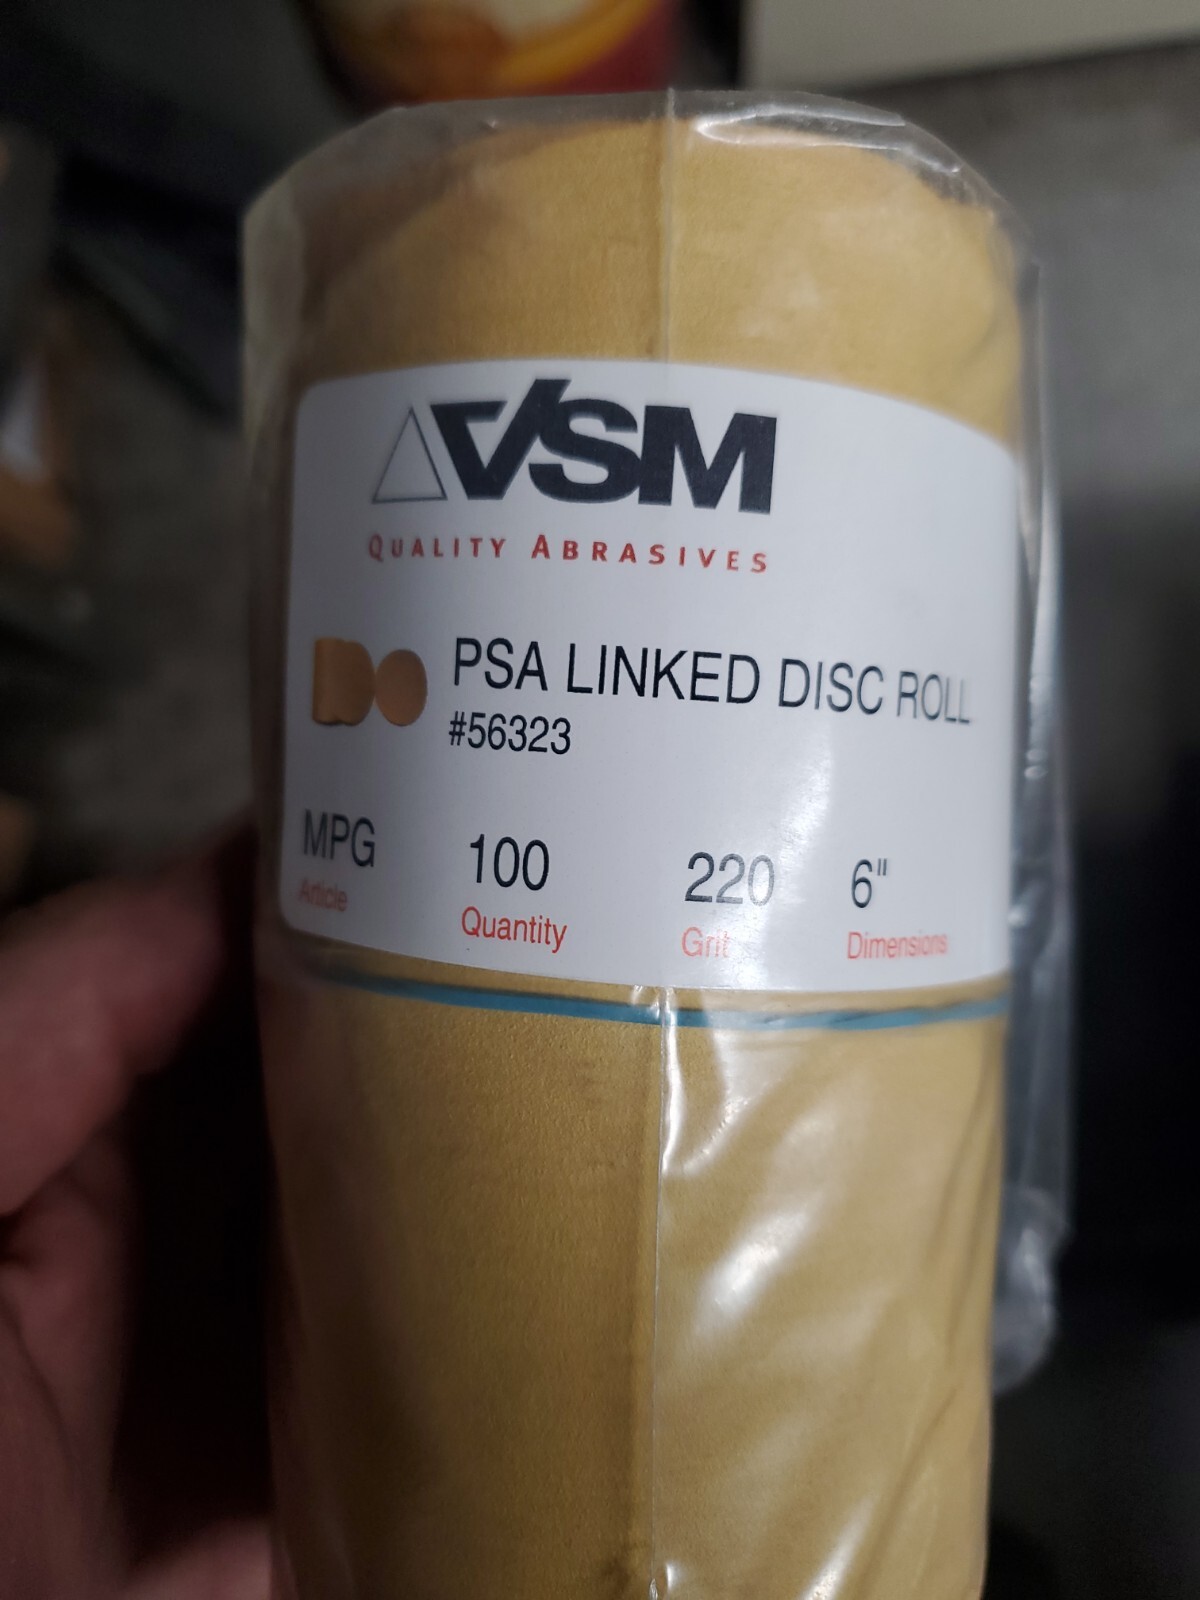 VSM
QUALITY ABRASIVES
PSA LINKED DISC ROLL
#56323
MPG 100 220 6"
Article Quantity Grit Dimensions